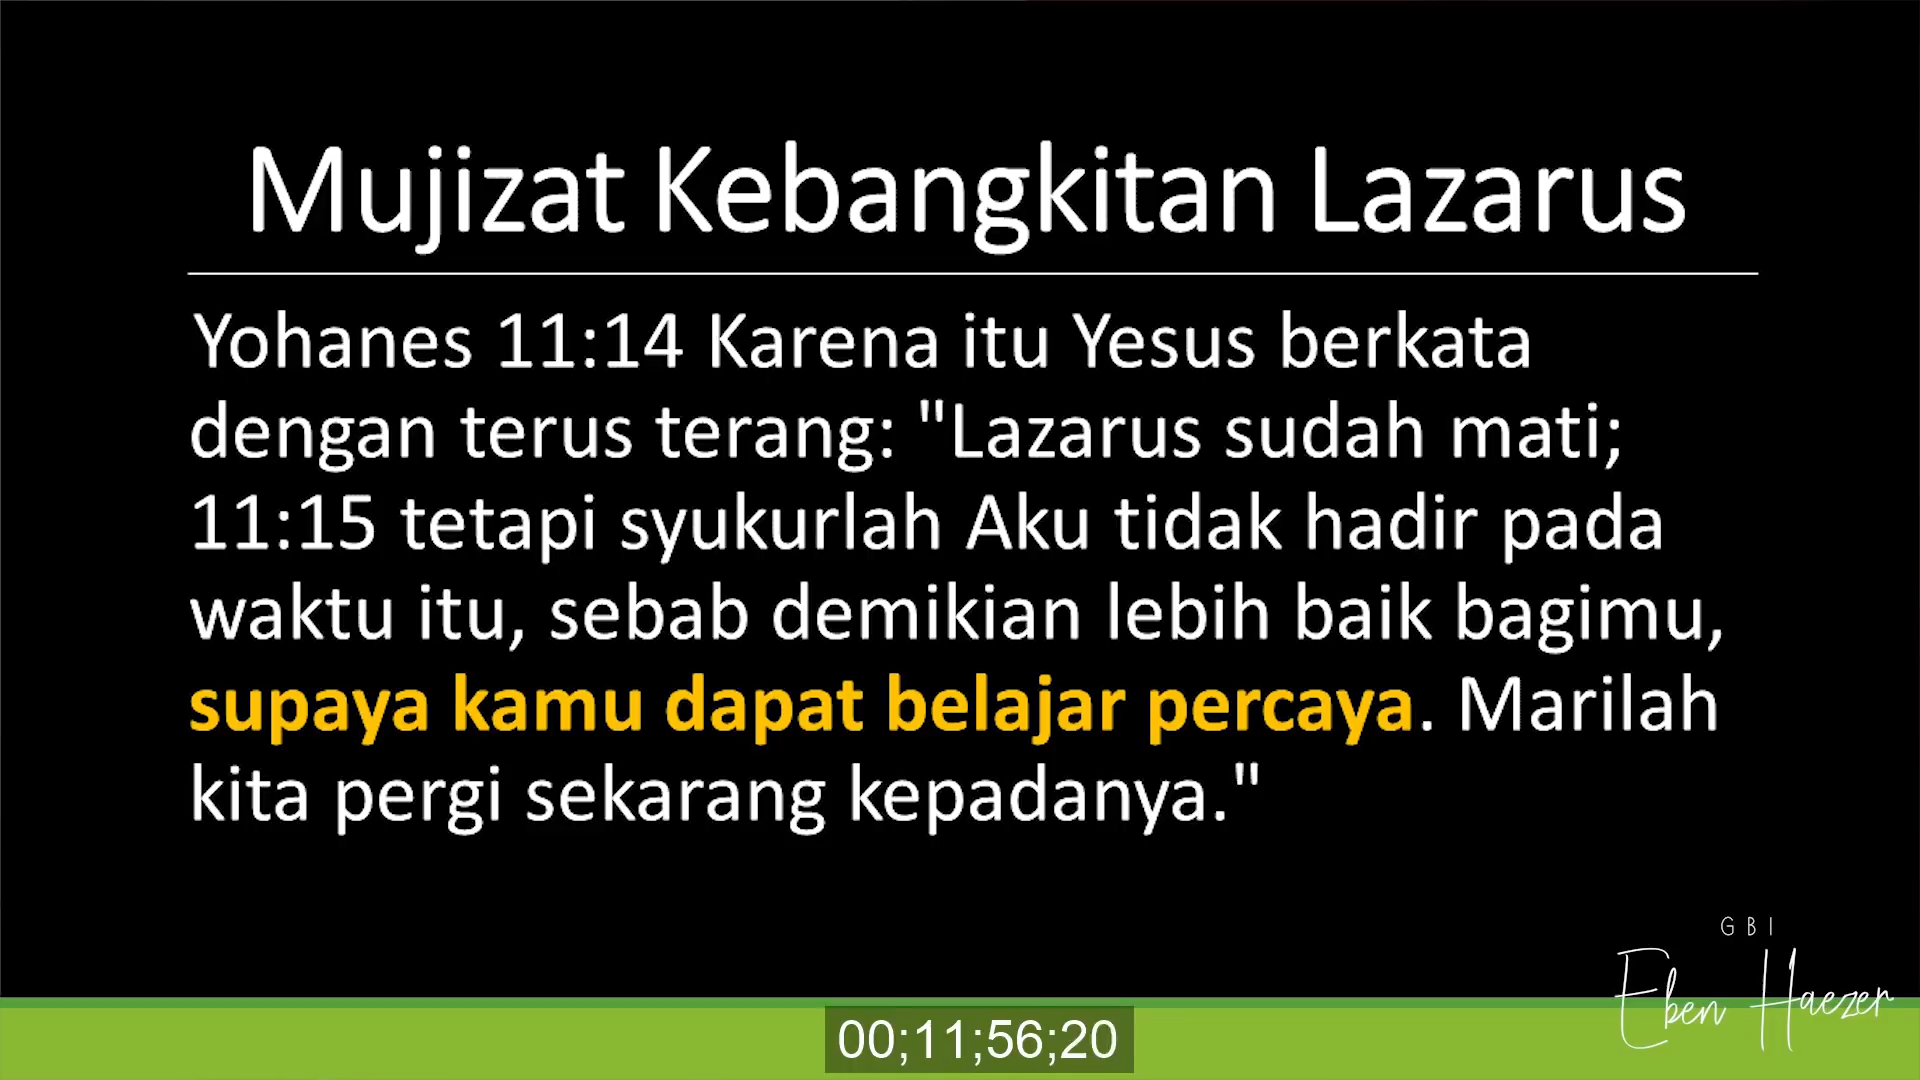 Mujizat Kebangkitan Lazarus
Yohanes 11:14 Karena itu Yesus berkata
dengan terus terang: "Lazarus sudah mati;
11:15 tetapi syukurlah Aku tidak hadir pada
waktu itu, sebab demikian lebih baik bagimu,
supaya kamu dapat belajar percaya. Marilah
kita pergi sekarang kepadanya."
GBI
Eben Haezer
00;11;56;20